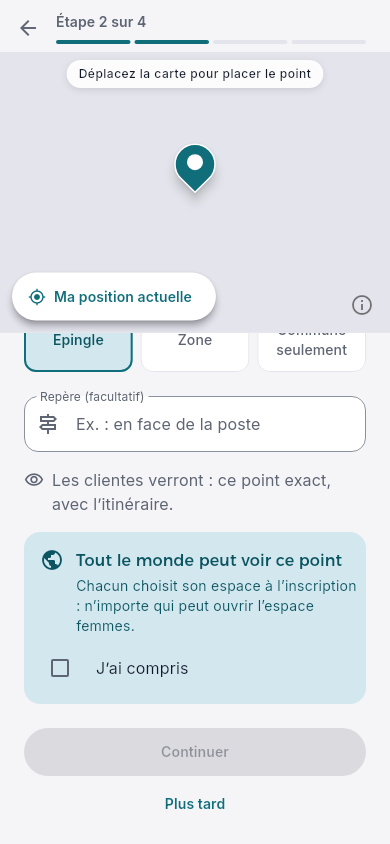 Étape 2 sur 4
Déplacez la carte pour placer le point
Ma position actuelle
Épingle
Zone
Commune
seulement
Repère (facultatif)
Ex. : en face de la poste
Les clientes verront : ce point exact,
avec l’itinéraire.
Tout le monde peut voir ce point
Chacun choisit son espace à l’inscription
: n’importe qui peut ouvrir l’espace
femmes.
J’ai compris
Continuer
Plus tard